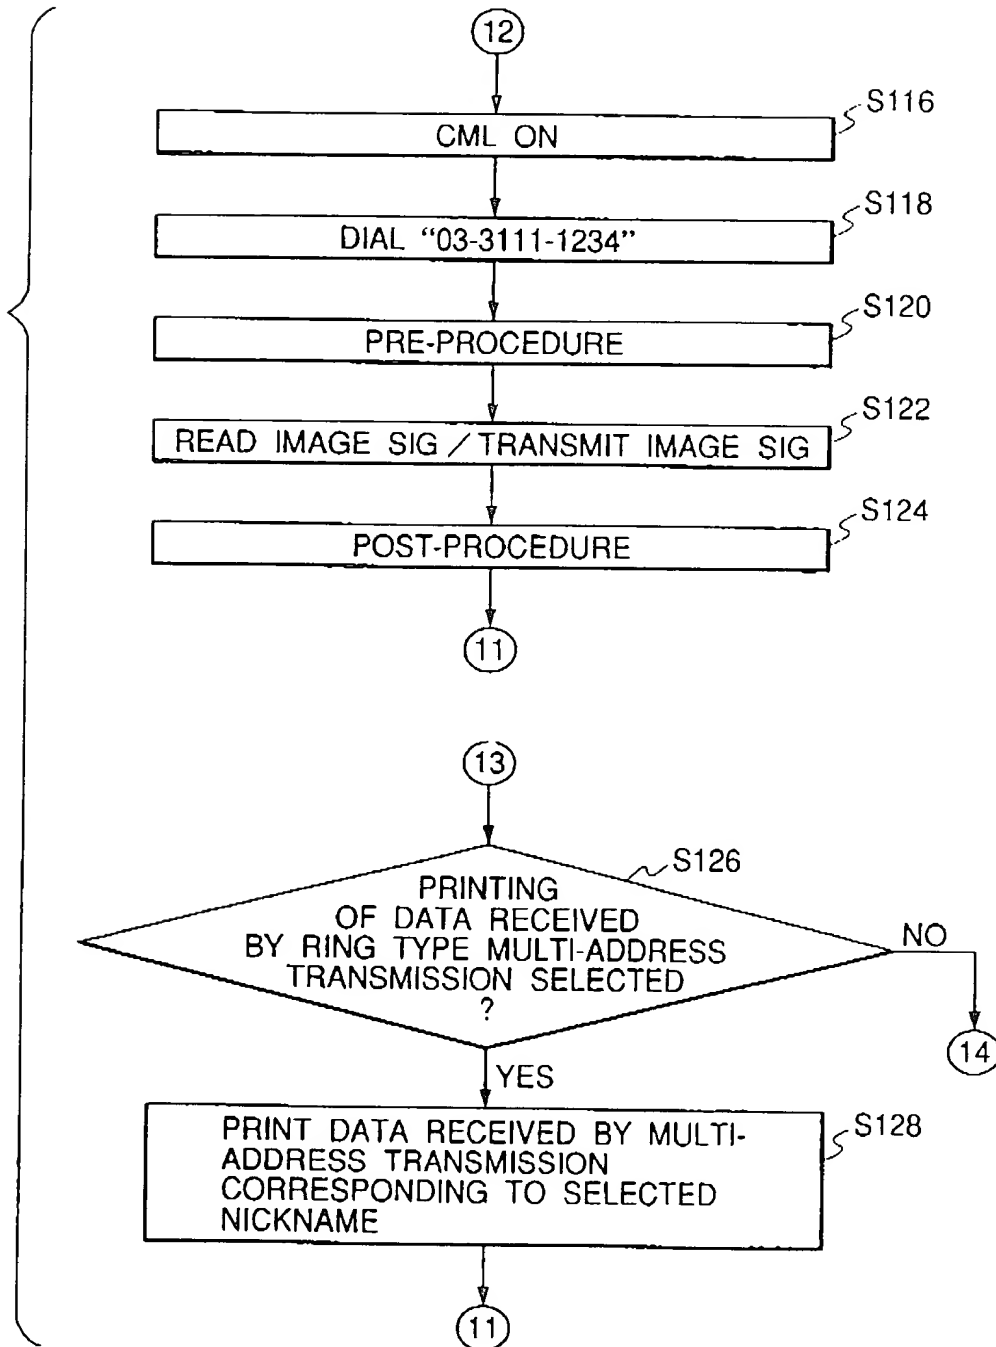 12
S116
CML ON
S118
DIAL “03-3111-1234”
S120
PRE-PROCEDURE
S122
READ IMAGE SIG / TRANSMIT IMAGE SIG
S124
POST-PROCEDURE
11
13
S126
PRINTING
OF DATA RECEIVED
BY RING TYPE MULTI-ADDRESS
TRANSMISSION SELECTED
?
NO
14
YES
S128
PRINT DATA RECEIVED BY MULTI-
ADDRESS TRANSMISSION
CORRESPONDING TO SELECTED
NICKNAME
11